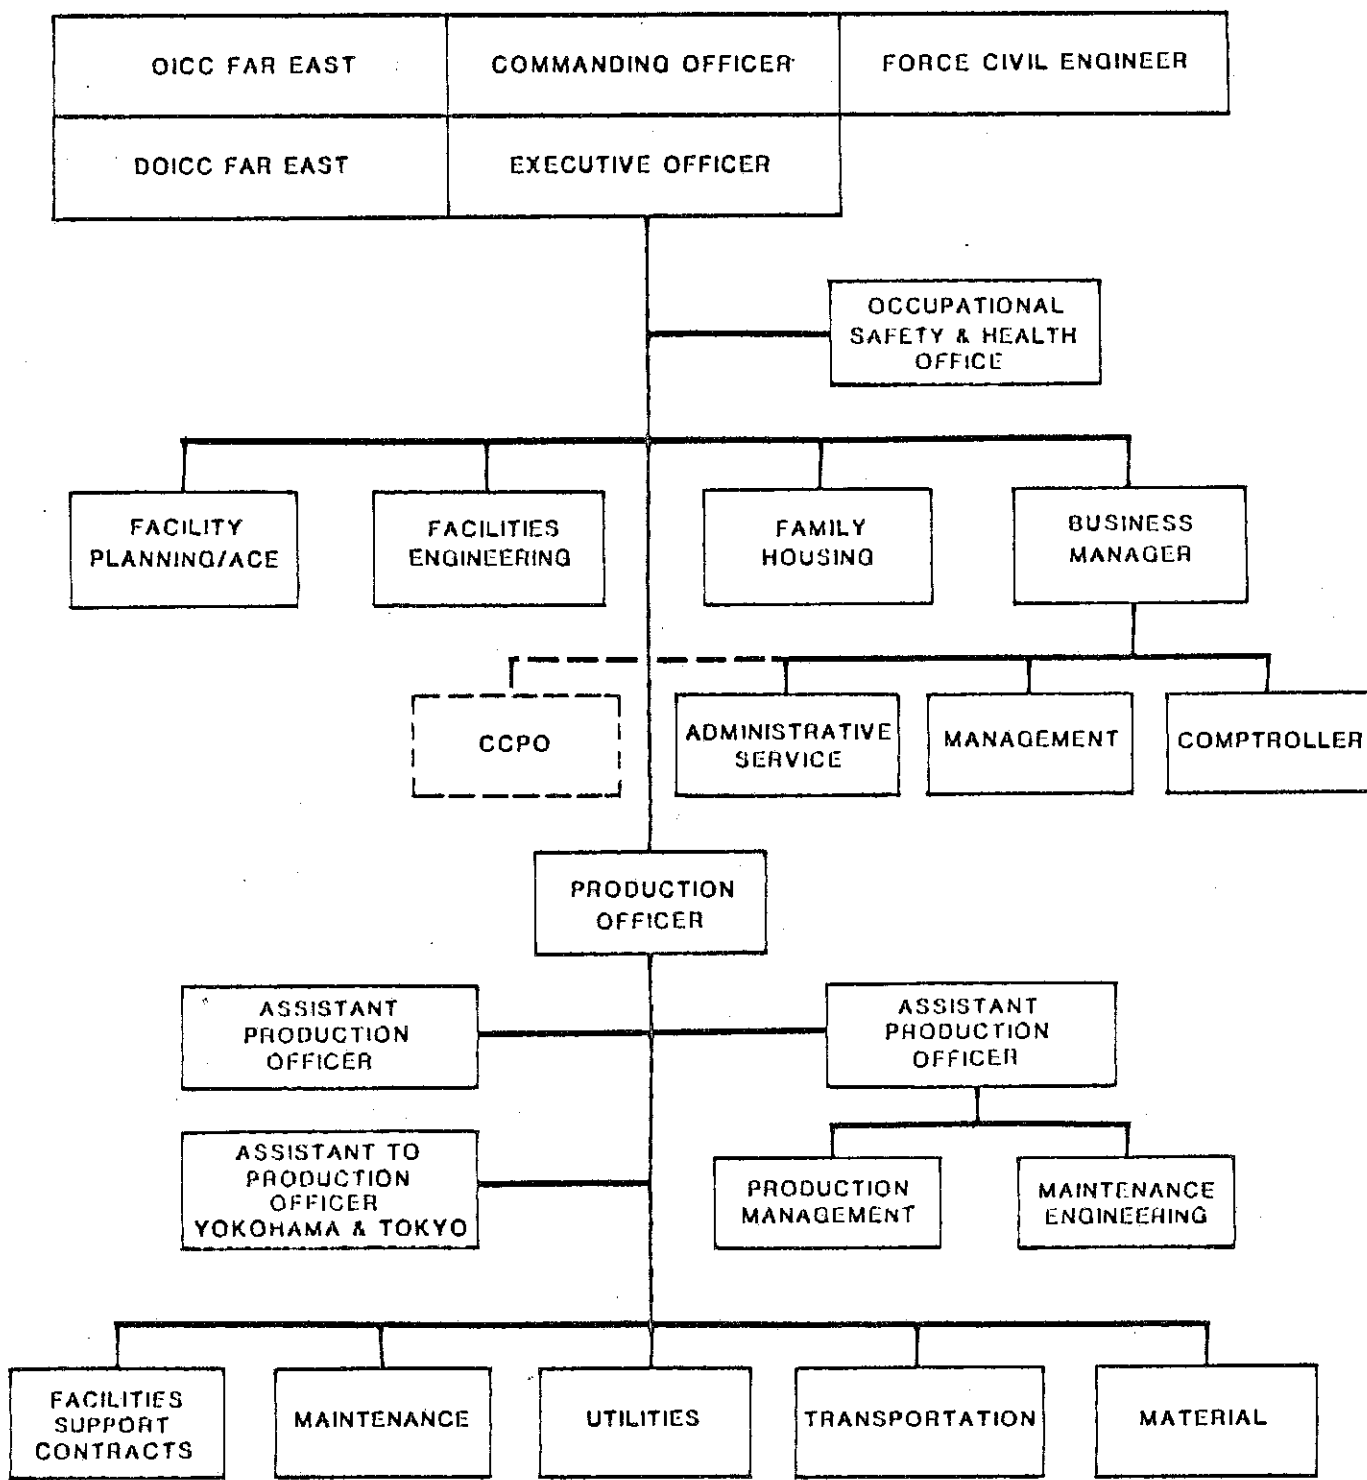 OICC FAR EAST
COMMANDING OFFICER
FORCE CIVIL ENGINEER
DOICC FAR EAST
EXECUTIVE OFFICER
OCCUPATIONAL
SAFETY & HEALTH
OFFICE
FACILITY
PLANNING/ACE
FACILITIES
ENGINEERING
FAMILY
HOUSING
BUSINESS
MANAGER
CCPO
ADMINISTRATIVE
SERVICE
MANAGEMENT
COMPTROLLER
PRODUCTION
OFFICER
ASSISTANT
PRODUCTION
OFFICER
ASSISTANT
PRODUCTION
OFFICER
ASSISTANT TO
PRODUCTION
OFFICER
YOKOHAMA & TOKYO
PRODUCTION
MANAGEMENT
MAINTENANCE
ENGINEERING
FACILITIES
SUPPORT
CONTRACTS
MAINTENANCE
UTILITIES
TRANSPORTATION
MATERIAL